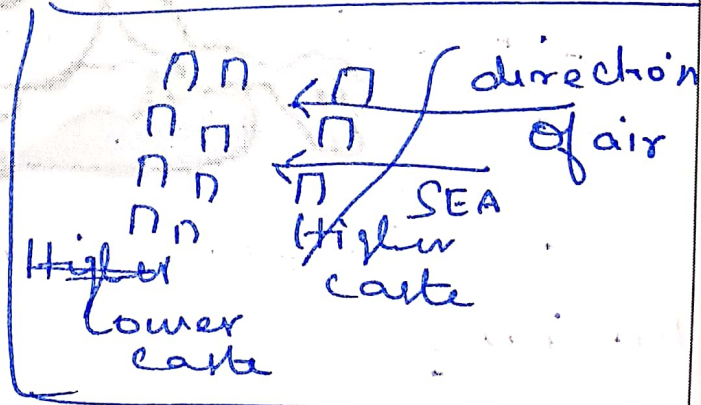 direction
of air
SEA
Higher
caste
Higher
Lower
caste